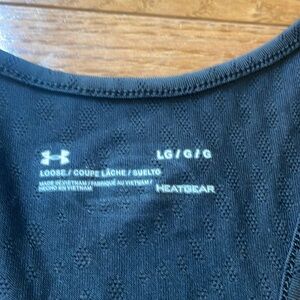 LG / G / G
LOOSE / COUPE LÂCHE / SUELTO
MADE IN VIETNAM / FABRIQUÉ AU VIETNAM /
HECHO EN VIETNAM
HEATGEAR